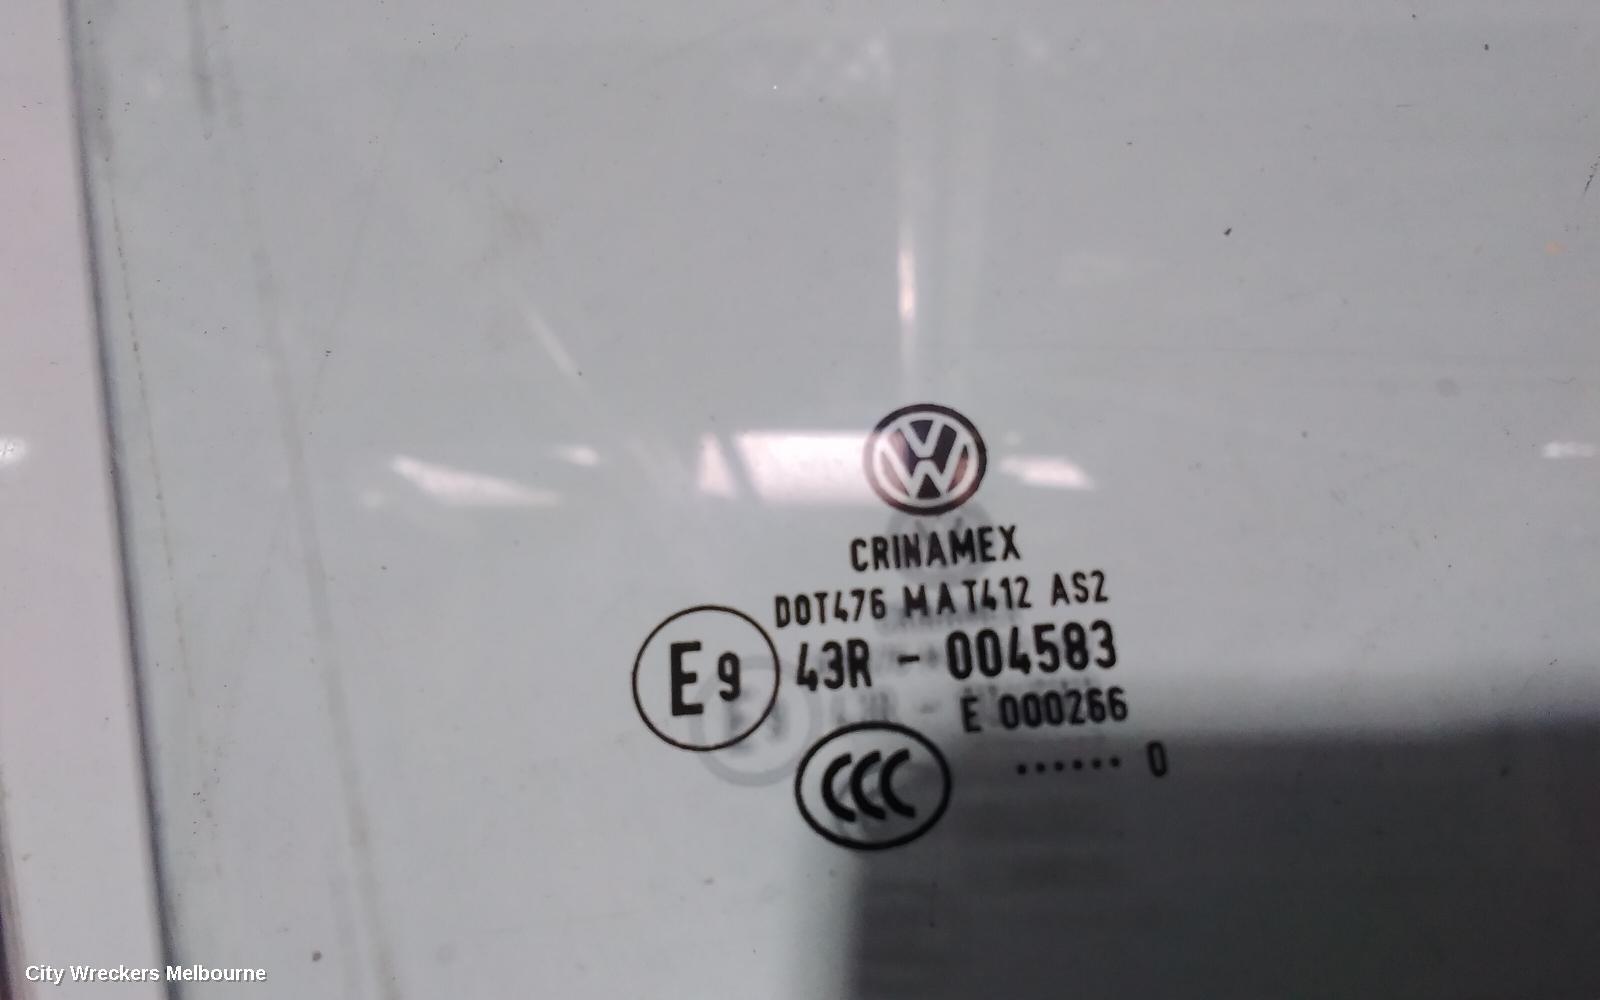 CRINAMEX
DOT476 MAT412 AS2
E9 43R - 004583
E 000266
CCC ...... 0
City Wreckers Melbourne